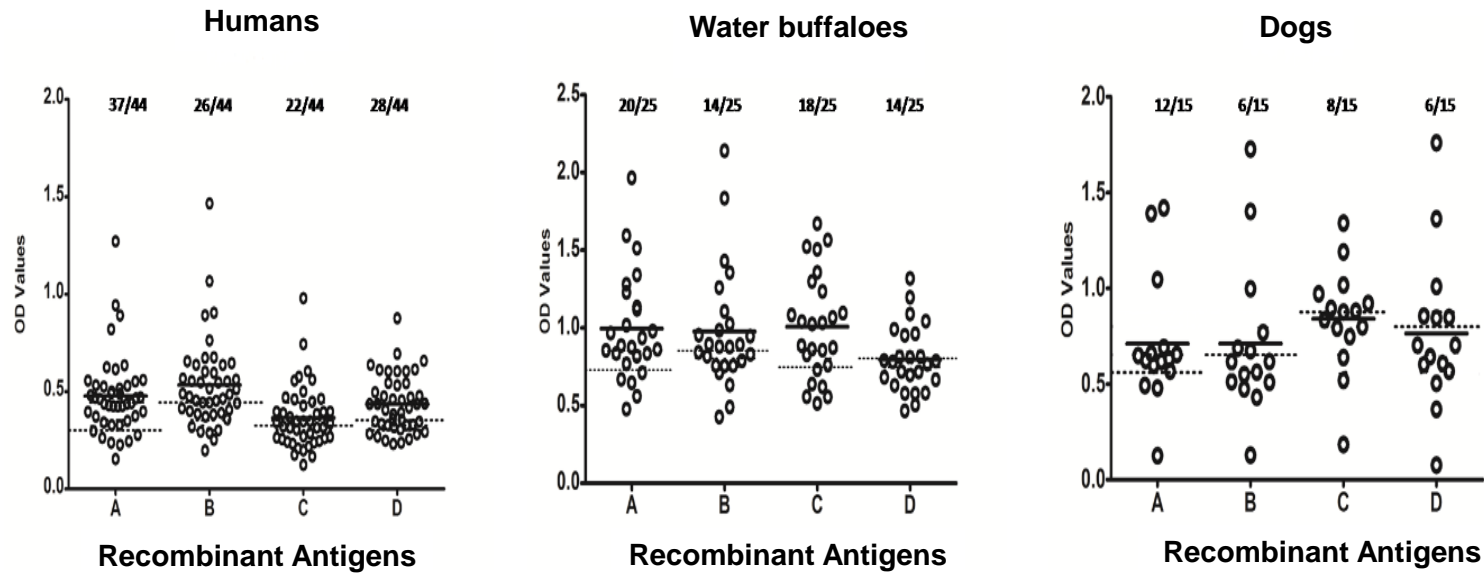 Humans
37/44 26/44 22/44 28/44
2.0
1.5
1.0
0.5
0.0
OD Values
A B C D
Recombinant Antigens
Water buffaloes
20/25 14/25 18/25 14/25
2.5
2.0
1.5
1.0
0.5
0.0
OD Values
A B C D
Recombinant Antigens
Dogs
12/15 6/15 8/15 6/15
2.0
1.5
1.0
0.5
0.0
OD Values
A B C D
Recombinant Antigens